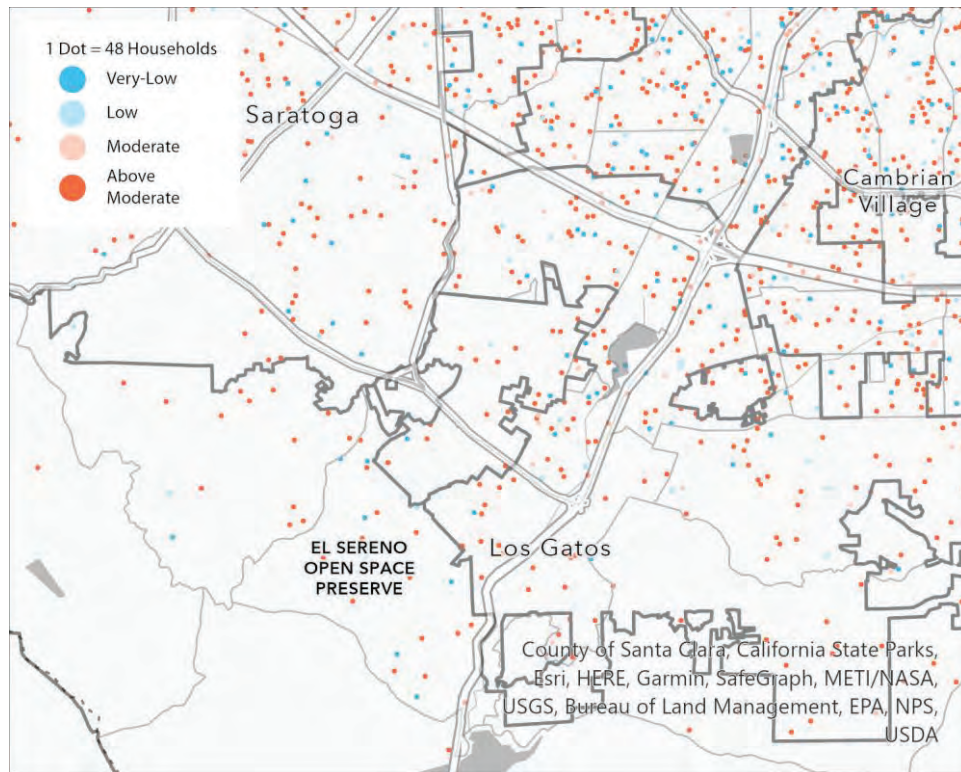 1 Dot = 48 Households
Very-Low
Low
Moderate
Above
Moderate
Saratoga
Cambrian
Village
EL SERENO
OPEN SPACE
PRESERVE
Los Gatos
County of Santa Clara, California State Parks,
Esri, HERE, Garmin, SafeGraph, METI/NASA,
USGS, Bureau of Land Management, EPA, NPS,
USDA